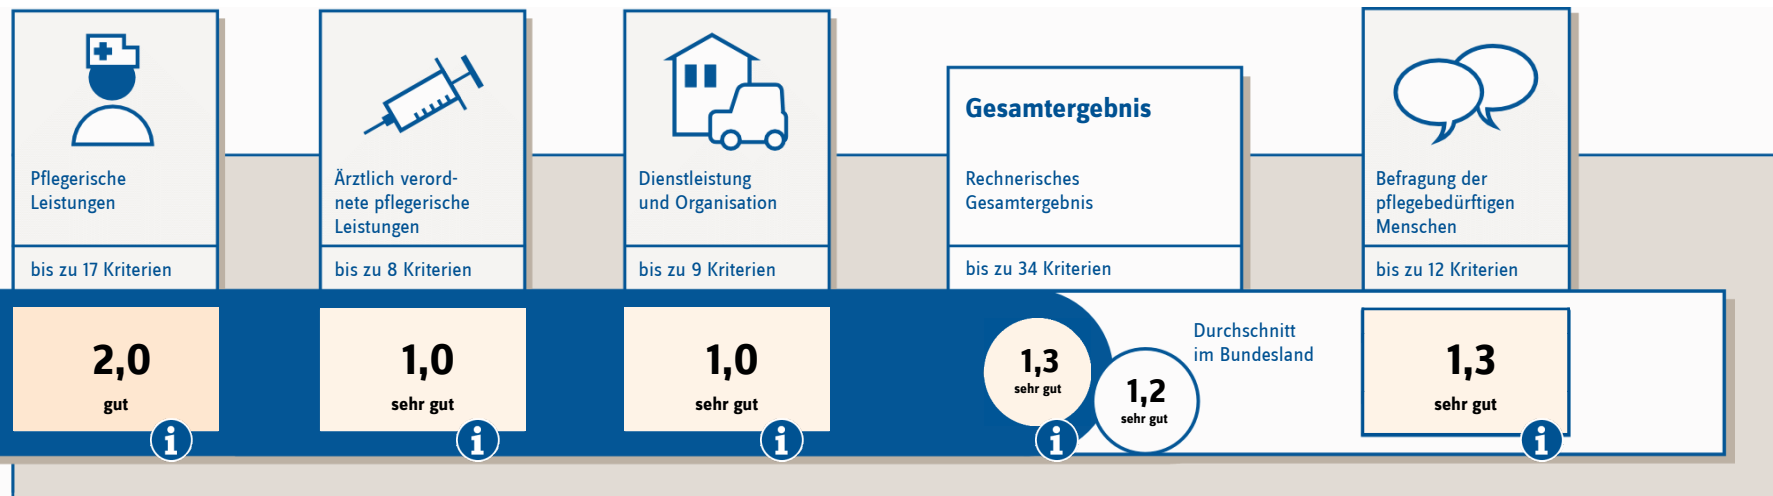 Pflegerische
Leistungen
bis zu 17 Kriterien
2,0
gut
i
Ärztlich verord-
nete pflegerische
Leistungen
bis zu 8 Kriterien
1,0
sehr gut
i
Dienstleistung
und Organisation
bis zu 9 Kriterien
1,0
sehr gut
i
Gesamtergebnis
Rechnerisches
Gesamtergebnis
bis zu 34 Kriterien
1,3
sehr gut
i
1,2
sehr gut
Durchschnitt
im Bundesland
Befragung der
pflegebedürftigen
Menschen
bis zu 12 Kriterien
1,3
sehr gut
i